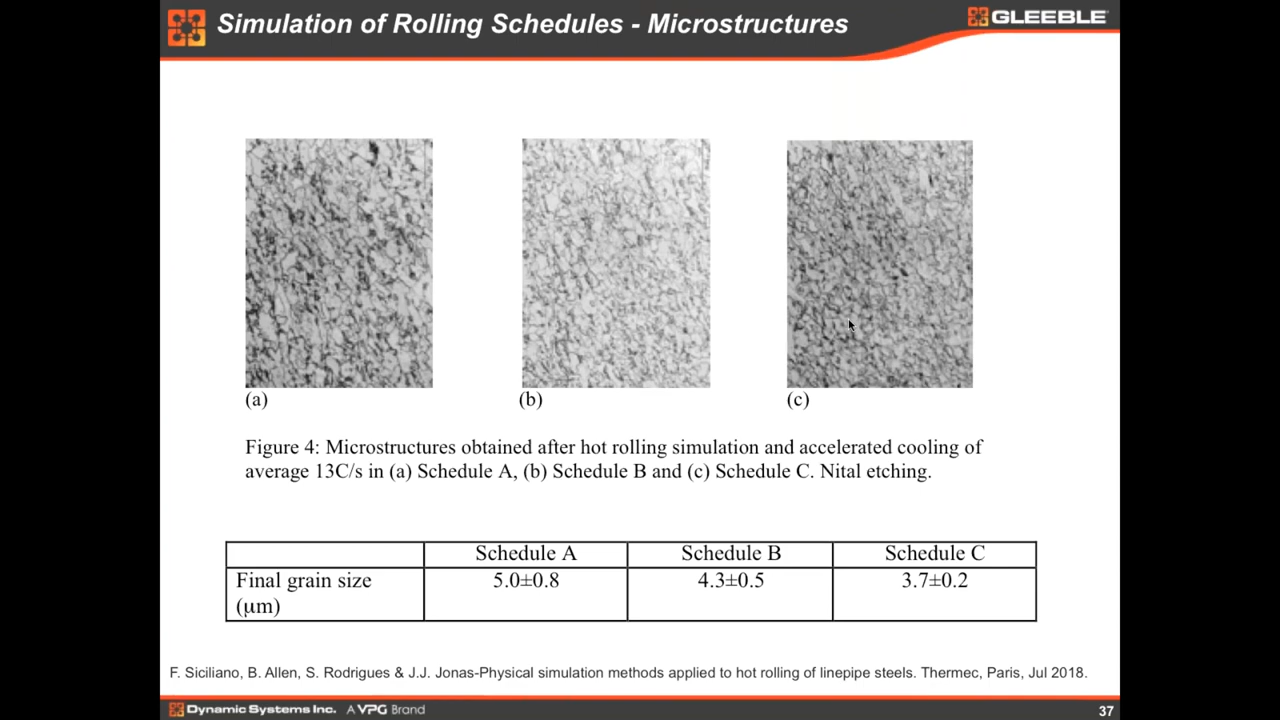 Simulation of Rolling Schedules - Microstructures
GLEEBLE
(a)
(b)
(c)
Figure 4: Microstructures obtained after hot rolling simulation and accelerated cooling of
average 13C/s in (a) Schedule A, (b) Schedule B and (c) Schedule C. Nital etching.
Schedule A
Schedule B
Schedule C
Final grain size
(μm)
5.0±0.8
4.3±0.5
3.7±0.2
F. Siciliano, B. Allen, S. Rodrigues & J.J. Jonas-Physical simulation methods applied to hot rolling of linepipe steels. Thermec, Paris, Jul 2018.
Dynamic Systems Inc. A VPG Brand
37